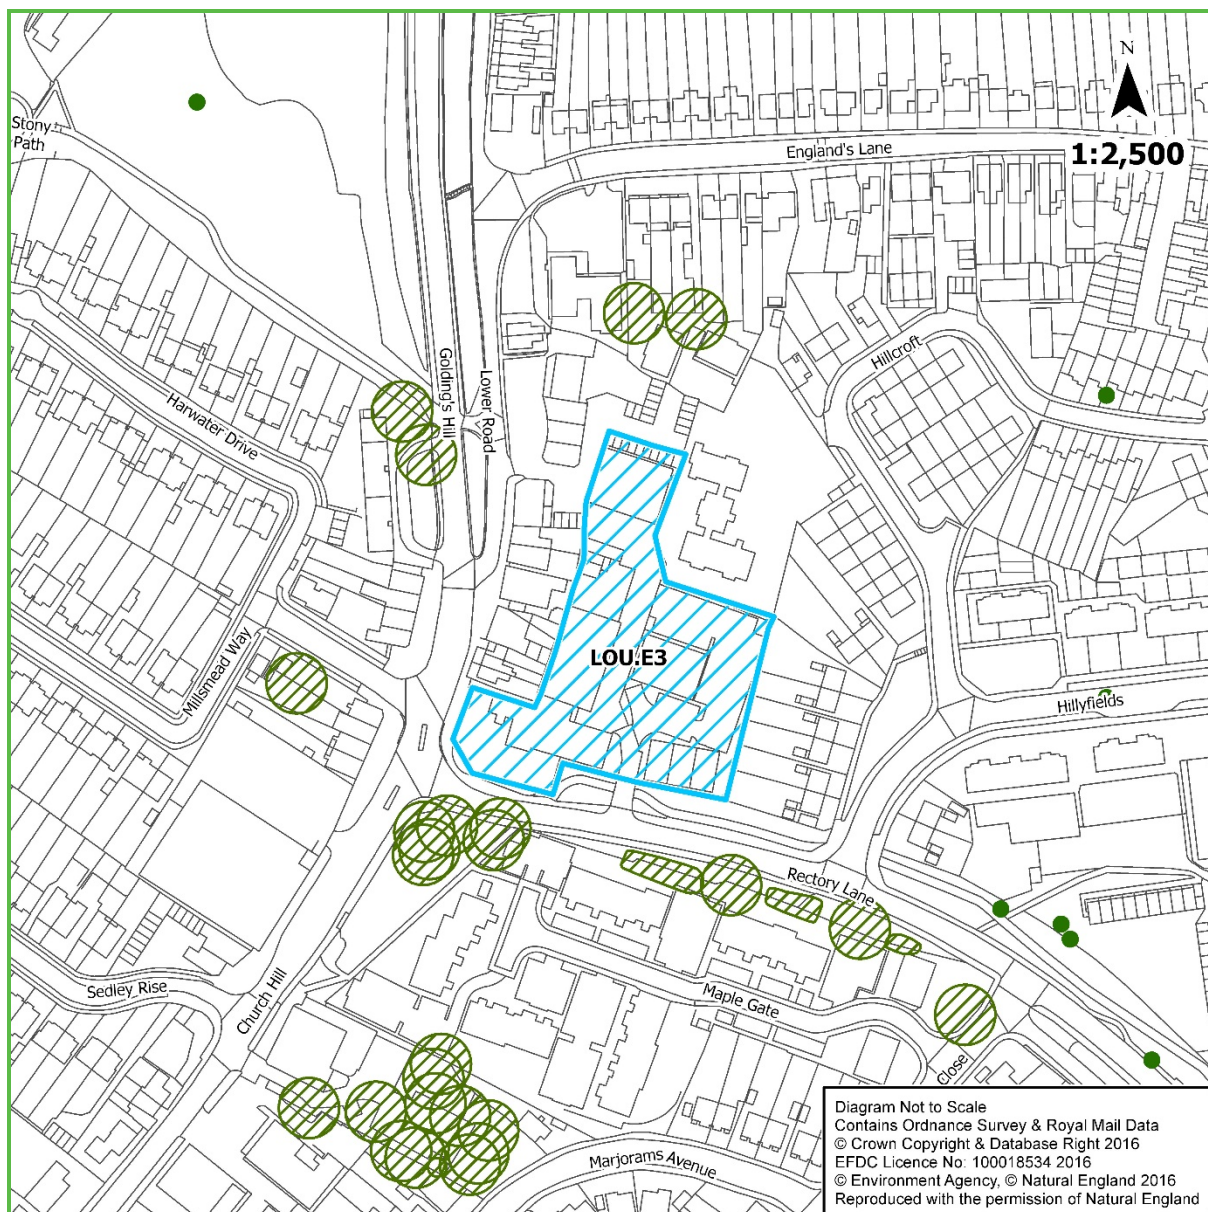 N
1:2,500
Stony
Path
England's Lane
Hillcroft
Golding's Hill
Lower Road
Harwater Drive
Millsmead Way
LOU.E3
Hillyfields
Rectory Lane
Sedley Rise
Church Hill
Maple Gate
Close
Marjorams Avenue
Diagram Not to Scale
Contains Ordnance Survey & Royal Mail Data
© Crown Copyright & Database Right 2016
EFDC Licence No: 100018534 2016
© Environment Agency, © Natural England 2016
Reproduced with the permission of Natural England